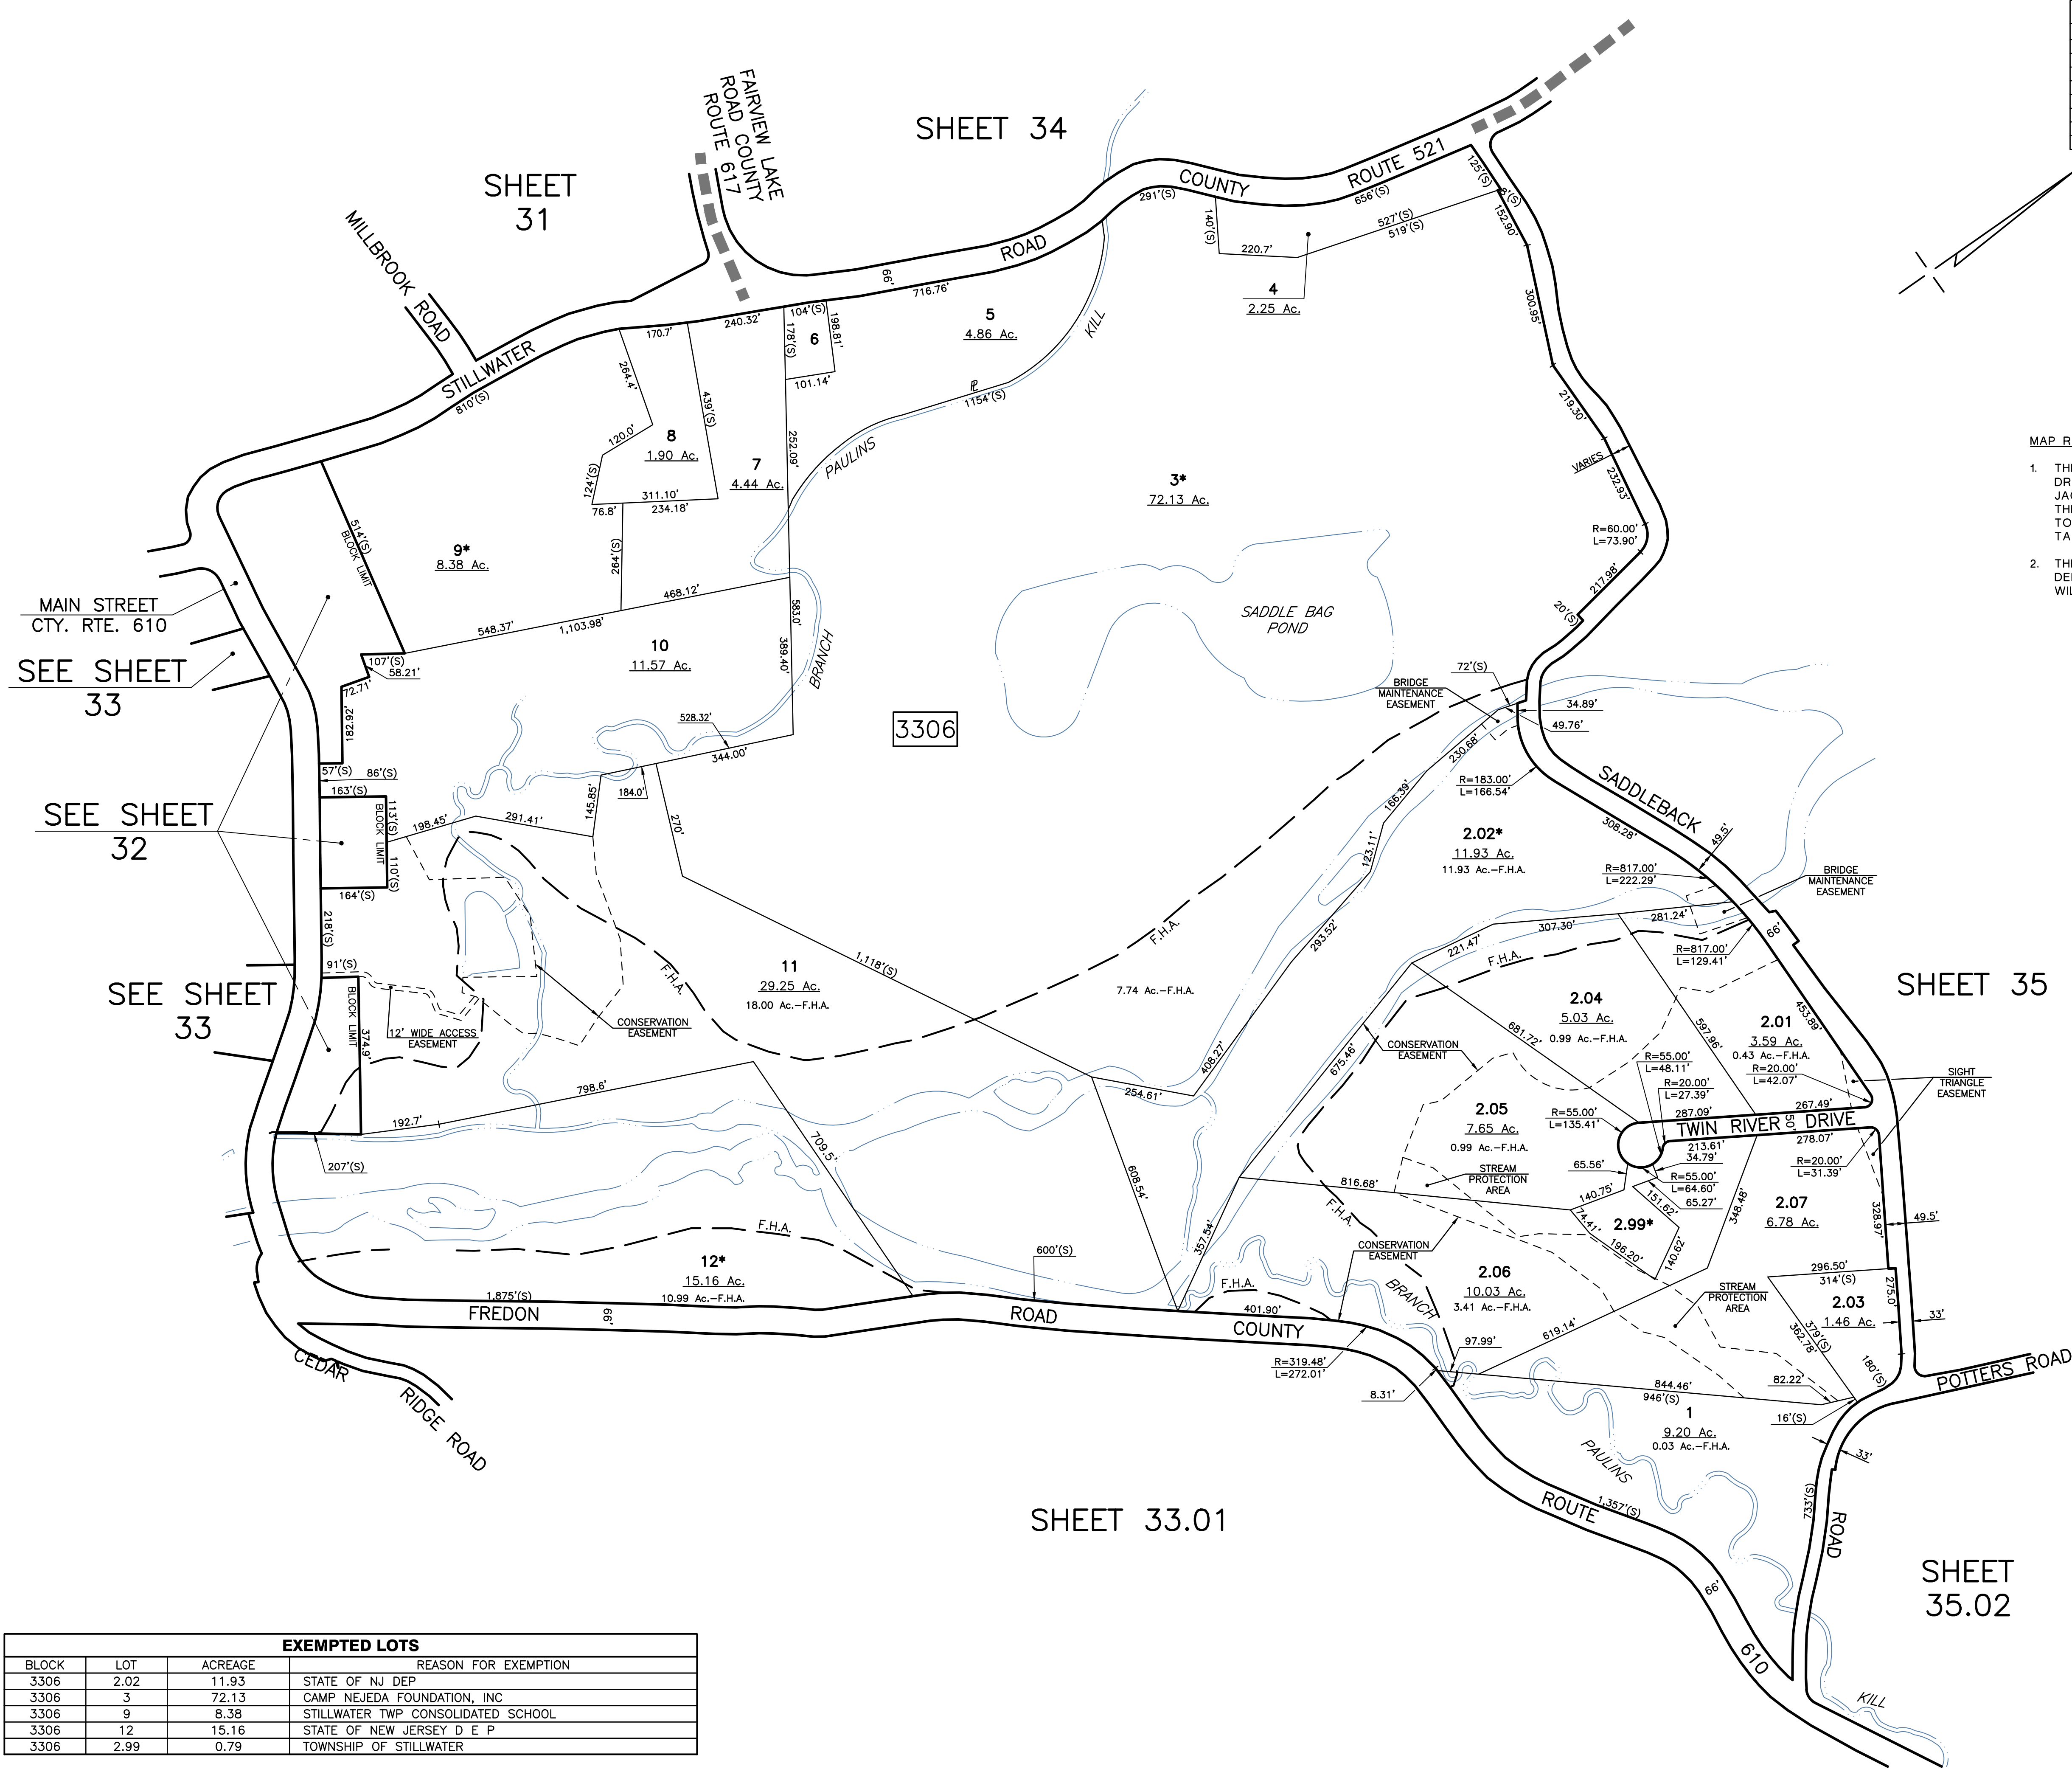 SHEET 34
SHEET
31
FAIRVIEW LAKE
ROAD COUNTY
ROUTE 617
MILLBROOK ROAD
STILLWATER
ROAD
COUNTY
ROUTE 521
810'(S)
170.7'
240.32'
104'(S)
66'
716.76'
291'(S)
656'(S)
125'(S)
8'(S)
152.90'
140'(S)
220.7'
527'(S)
519'(S)
4
2.25 Ac.
300.95'
219.30'
VARIES
232.93'
R=60.00'
L=73.90'
217.98'
20'(S)
5
4.86 Ac.
6
178'(S)
198.81'
101.14'
264.4'
120.0'
124'(S)
8
1.90 Ac.
439'(S)
311.10'
76.8'
234.18'
7
4.44 Ac.
252.09'
264'(S)
PAULINS
KILL
BRANCH
PL
1154'(S)
3*
72.13 Ac.
SADDLE BAG
POND
514'(S)
BLOCK LIMIT
9*
8.38 Ac.
468.12'
548.37'
1,103.98'
583.0'
389.40'
10
11.57 Ac.
528.32'
344.00'
184.0'
145.85'
270'
3306
MAIN STREET
CTY. RTE. 610
SEE SHEET
33
107'(S)
58.21'
72.71'
182.92'
57'(S)
86'(S)
163'(S)
113'(S)
BLOCK LIMIT
110'(S)
164'(S)
198.45'
291.41'
SEE SHEET
32
218'(S)
91'(S)
BLOCK LIMIT
374.9'
SEE SHEET
33
12' WIDE ACCESS
EASEMENT
CONSERVATION
EASEMENT
F.H.A.
11
29.25 Ac.
18.00 Ac.-F.H.A.
1,118'(S)
7.74 Ac.-F.H.A.
F.H.A.
BRIDGE
MAINTENANCE
EASEMENT
72'(S)
34.89'
49.76'
230.68'
166.39'
123.11'
293.52'
408.27'
254.61'
R=183.00'
L=166.54'
SADDLEBACK
308.28'
49.5'
2.02*
11.93 Ac.
11.93 Ac.-F.H.A.
R=817.00'
L=222.29'
BRIDGE
MAINTENANCE
EASEMENT
281.24'
307.30'
221.47'
F.H.A.
R=817.00'
L=129.41'
66'
453.89'
SHEET 35
2.04
5.03 Ac.
0.99 Ac.-F.H.A.
681.72'
597.96'
2.01
3.59 Ac.
0.43 Ac.-F.H.A.
R=20.00'
L=42.07'
R=55.00'
L=48.11'
R=20.00'
L=27.39'
SIGHT
TRIANGLE
EASEMENT
CONSERVATION
EASEMENT
675.46'
2.05
7.65 Ac.
0.99 Ac.-F.H.A.
R=55.00'
L=135.41'
287.09'
267.49'
TWIN RIVER DRIVE
50'
213.61'
278.07'
34.79'
R=20.00'
L=31.39'
R=55.00'
L=64.60'
65.27'
65.56'
140.75'
151.62'
74.41'
2.99*
196.20'
140.62'
348.48'
STREAM
PROTECTION
AREA
816.68'
F.H.A.
2.07
6.78 Ac.
328.97'
49.5'
CONSERVATION
EASEMENT
2.06
10.03 Ac.
3.41 Ac.-F.H.A.
STREAM
PROTECTION
AREA
296.50'
314'(S)
2.03
1.46 Ac.
275.0'
33'
379'(S)
362.78'
180'(S)
POTTERS ROAD
619.14'
97.99'
8.31'
R=319.48'
L=272.01'
844.46'
946'(S)
82.22'
16'(S)
33'
1
9.20 Ac.
0.03 Ac.-F.H.A.
BRANCH
PAULINS
KILL
207'(S)
192.7'
798.6'
709.5'
608.54'
357.54'
600'(S)
F.H.A.
F.H.A.
12*
15.16 Ac.
10.99 Ac.-F.H.A.
1,875'(S)
401.90'
FREDON
66'
ROAD
COUNTY
ROUTE
610
1,357'(S)
66'
733'(S)
ROAD
CEDAR
RIDGE ROAD
SHEET 33.01
SHEET
35.02
MAP R
1. TH
DR
JA
TH
TO
TA
2. TH
DE
WI
EXEMPTED LOTS
BLOCK LOT ACREAGE REASON FOR EXEMPTION
3306 2.02 11.93 STATE OF NJ DEP
3306 3 72.13 CAMP NEJEDA FOUNDATION, INC
3306 9 8.38 STILLWATER TWP CONSOLIDATED SCHOOL
3306 12 15.16 STATE OF NEW JERSEY D E P
3306 2.99 0.79 TOWNSHIP OF STILLWATER